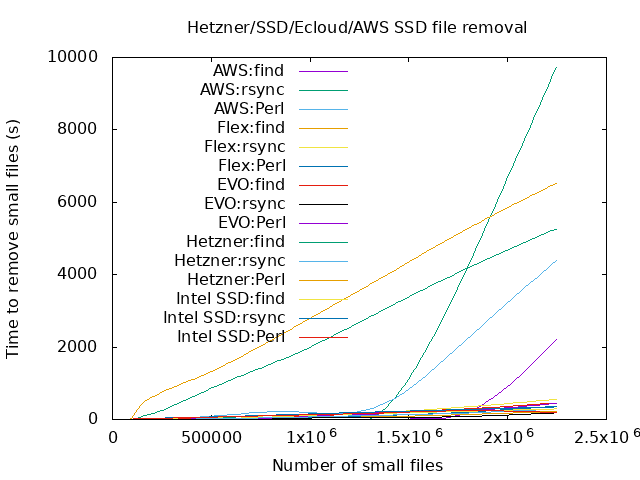 Hetzner/SSD/Ecloud/AWS SSD file removal
10000
8000
6000
4000
2000
0
Time to remove small files (s)
AWS:find
AWS:rsync
AWS:Perl
Flex:find
Flex:rsync
Flex:Perl
EVO:find
EVO:rsync
EVO:Perl
Hetzner:find
Hetzner:rsync
Hetzner:Perl
Intel SSD:find
Intel SSD:rsync
Intel SSD:Perl
0 500000 1x10^6 1.5x10^6 2x10^6 2.5x10^6
Number of small files